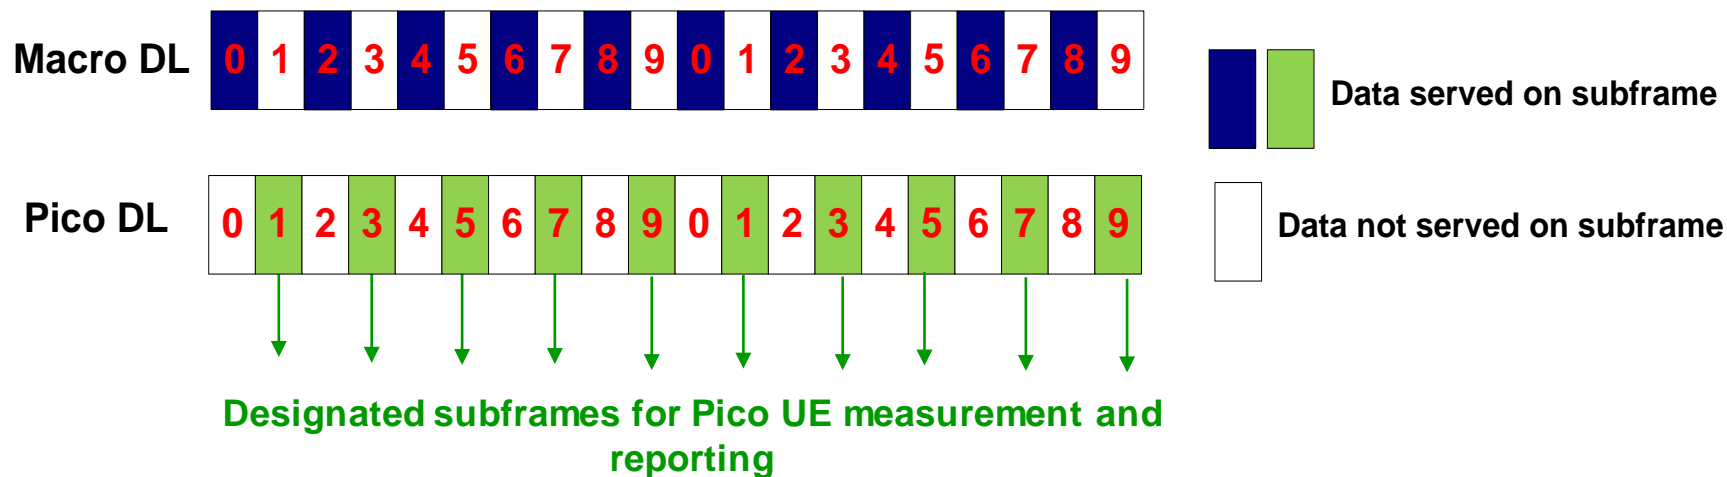 Macro DL 0 1 2 3 4 5 6 7 8 9 0 1 2 3 4 5 6 7 8 9
Data served on subframe
Pico DL 0 1 2 3 4 5 6 7 8 9 0 1 2 3 4 5 6 7 8 9
Data not served on subframe
Designated subframes for Pico UE measurement and
reporting